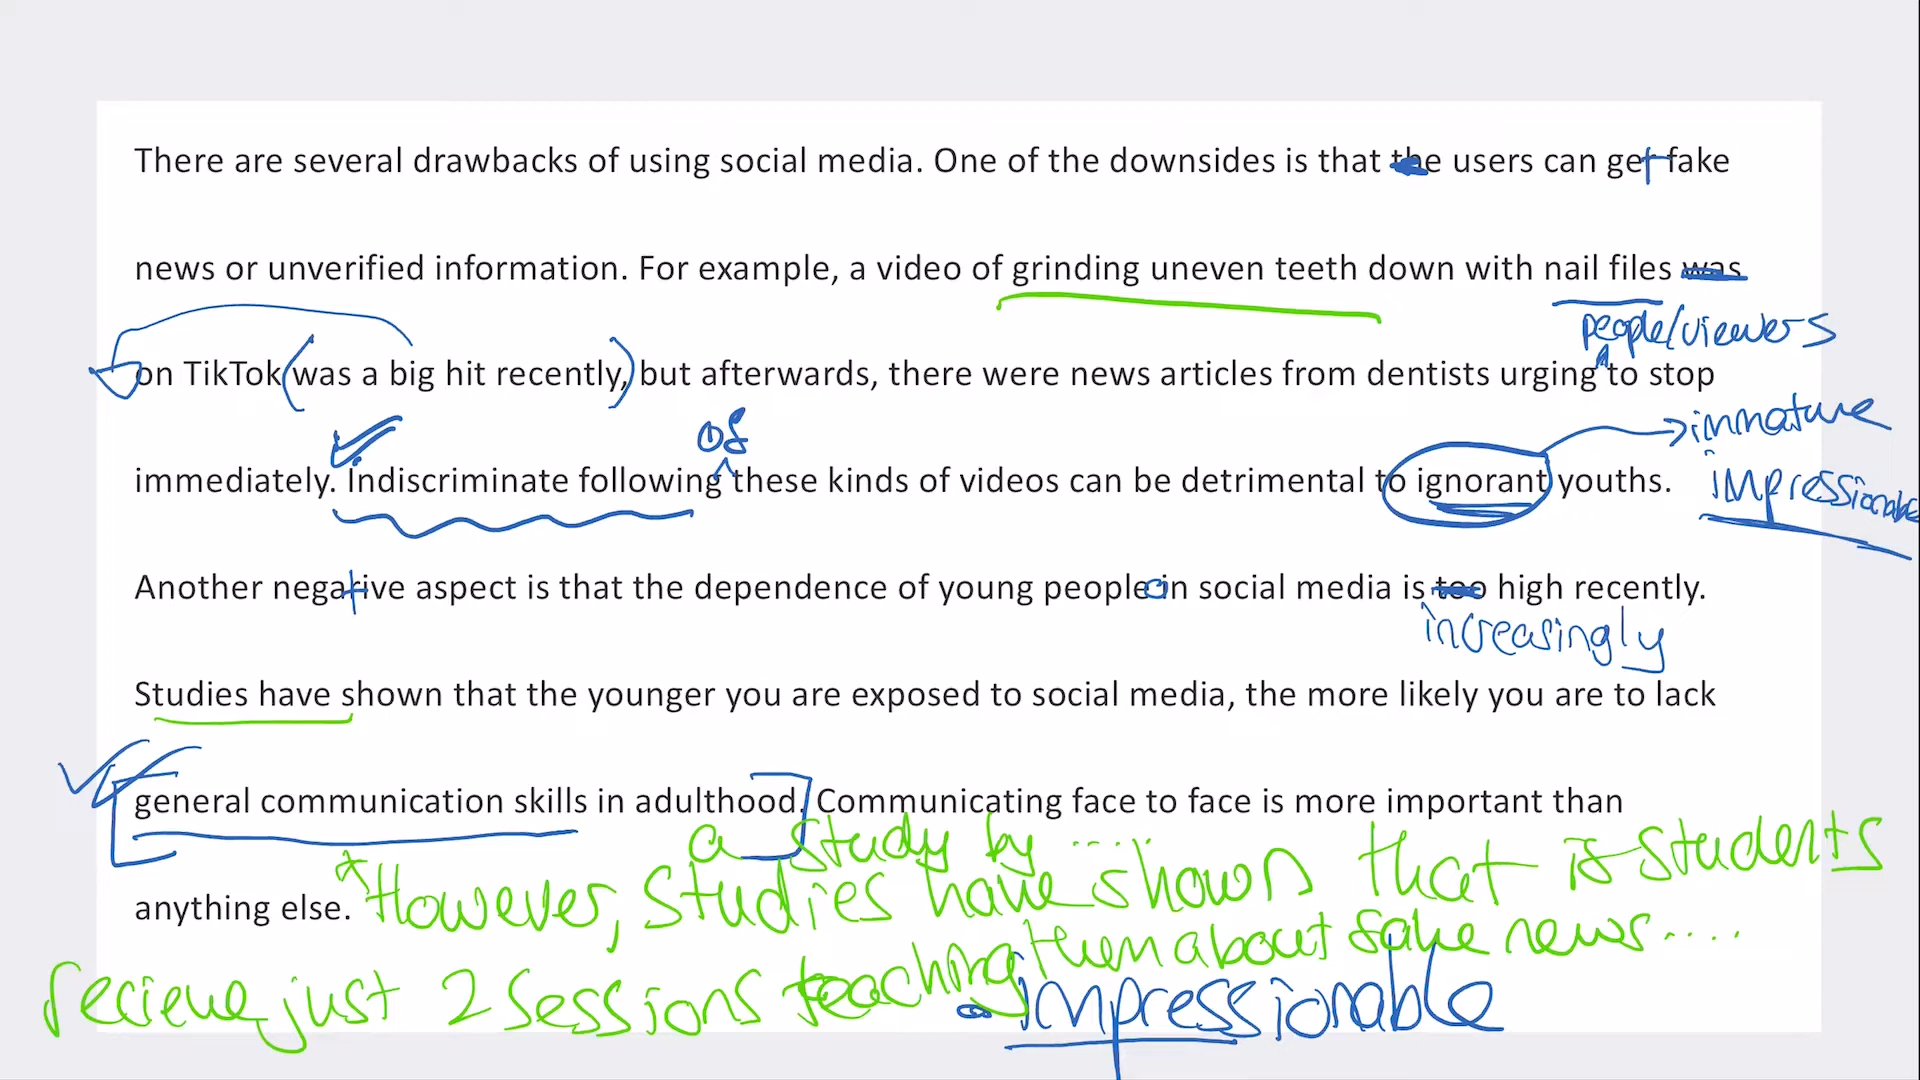 There are several drawbacks of using social media. One of the downsides is that the users can get fake
news or unverified information. For example, a video of grinding uneven teeth down with nail files was
people/viewers
on TikTok (was a big hit recently,) but afterwards, there were news articles from dentists urging to stop
immature
of
immediately. Indiscriminate following these kinds of videos can be detrimental to ignorant youths.
impressionable
Another negative aspect is that the dependence of young people in social media is too high recently.
increasingly
Studies have shown that the younger you are exposed to social media, the more likely you are to lack
general communication skills in adulthood. Communicating face to face is more important than
a study by .....
anything else. *However, studies have shown that if students
recieve just 2 sessions teaching them about fake news....
impressionable